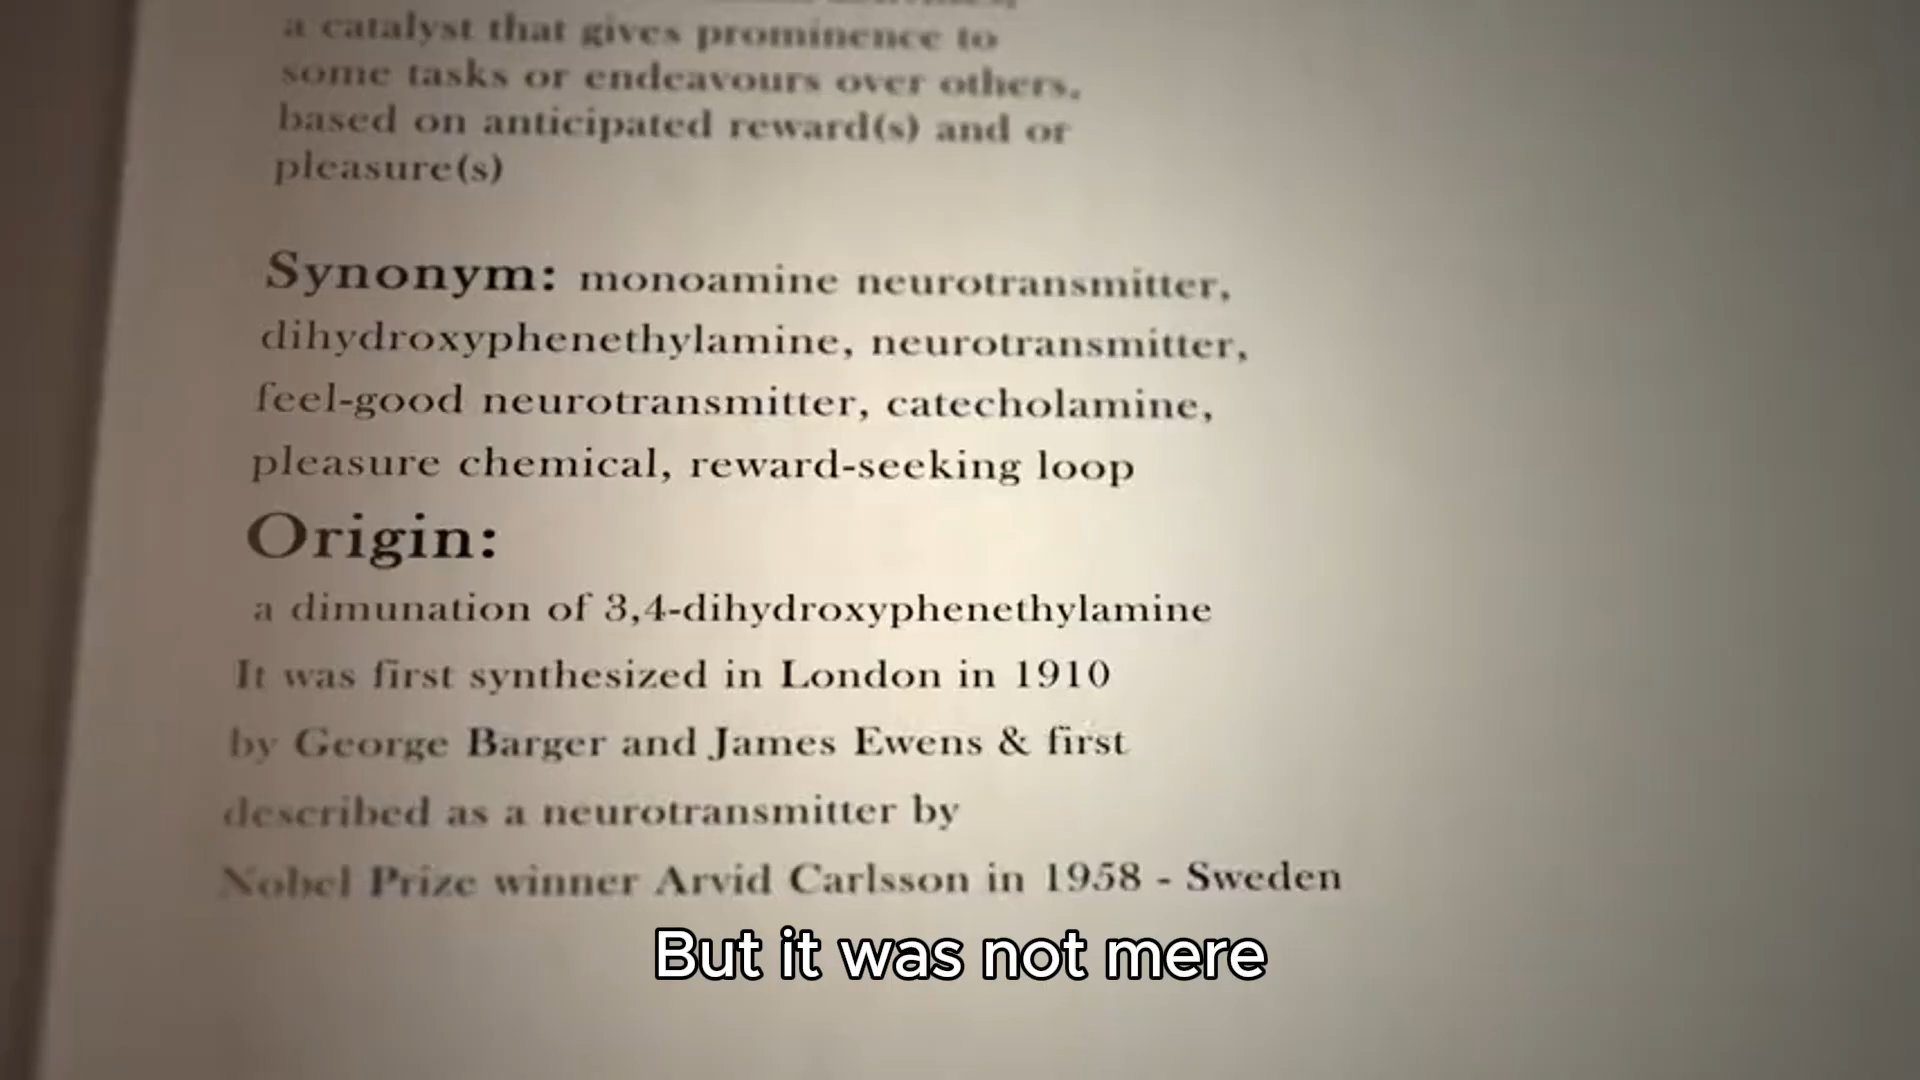 a catalyst that gives prominence to
some tasks or endeavours over others,
based on anticipated reward(s) and or
pleasure(s)
Synonym: monoamine neurotransmitter,
dihydroxyphenethylamine, neurotransmitter,
feel-good neurotransmitter, catecholamine,
pleasure chemical, reward-seeking loop
Origin:
a dimunation of 3,4-dihydroxyphenethylamine
It was first synthesized in London in 1910
by George Barger and James Ewens & first
described as a neurotransmitter by
Nobel Prize winner Arvid Carlsson in 1958 - Sweden
But it was not mere